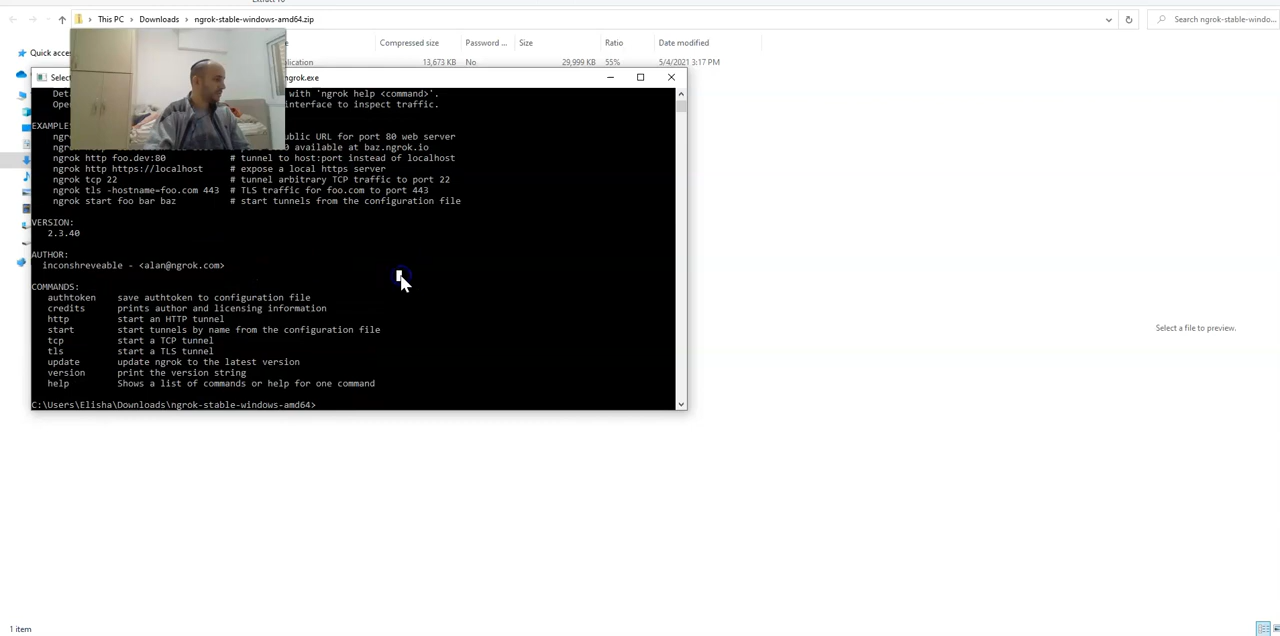 This PC > Downloads > ngrok-stable-windows-amd64.zip
Search ngrok-stable-windo...
Quick acces
Compressed size Password ... Size Ratio Date modified
13,673 KB No 29,999 KB 55% 5/4/2021 3:17 PM
Select
ngrok.exe
with 'ngrok help <command>'.
interface to inspect traffic.
EXAMPLE
URL for port 80 web server
available at baz.ngrok.io
ngrok http foo.dev:80 # tunnel to host:port instead of localhost
ngrok http https://localhost # expose a local https server
ngrok tcp 22 # tunnel arbitrary TCP traffic to port 22
ngrok tls -hostname=foo.com 443 # TLS traffic for foo.com to port 443
ngrok start foo bar baz # start tunnels from the configuration file
VERSION:
2.3.40
AUTHOR:
inconshreveable - <alan@ngrok.com>
COMMANDS:
authtoken save authtoken to configuration file
credits prints author and licensing information
http start an HTTP tunnel
start start tunnels by name from the configuration file
tcp start a TCP tunnel
tls start a TLS tunnel
update update ngrok to the latest version
version print the version string
help Shows a list of commands or help for one command
C:\Users\Elisha\Downloads\ngrok-stable-windows-amd64>
Select a file to preview.
1 item